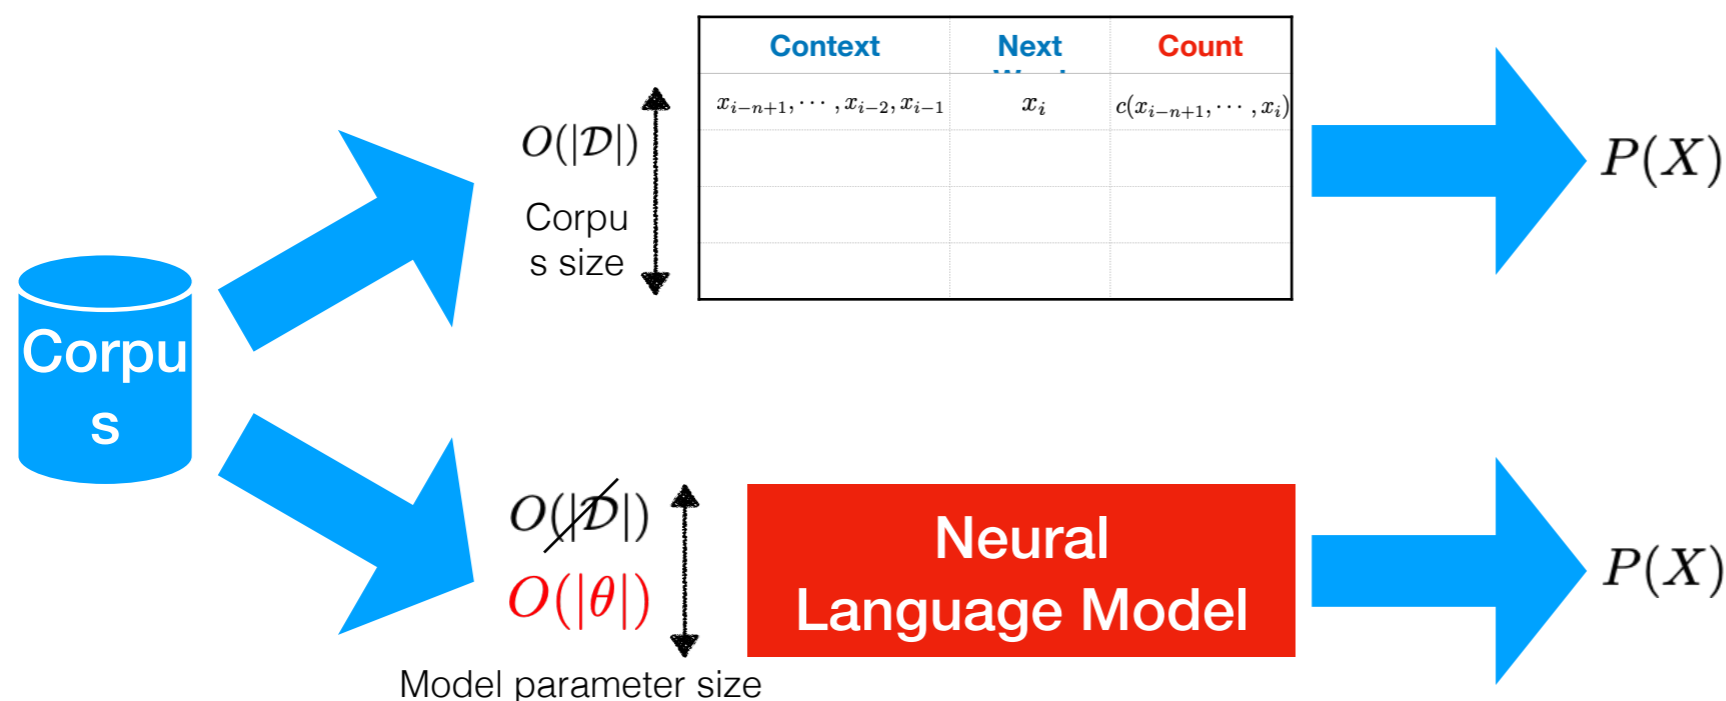 Context Next Count
x_{i-n+1}, ⋯ , x_{i-2}, x_{i-1} x_i c(x_{i-n+1}, ⋯ , x_i)
O(|𝒟|)
Corpu
s size
P(X)
Corpu
s
O(|𝒟|)
O(|θ|)
Model parameter size
Neural
Language Model
P(X)